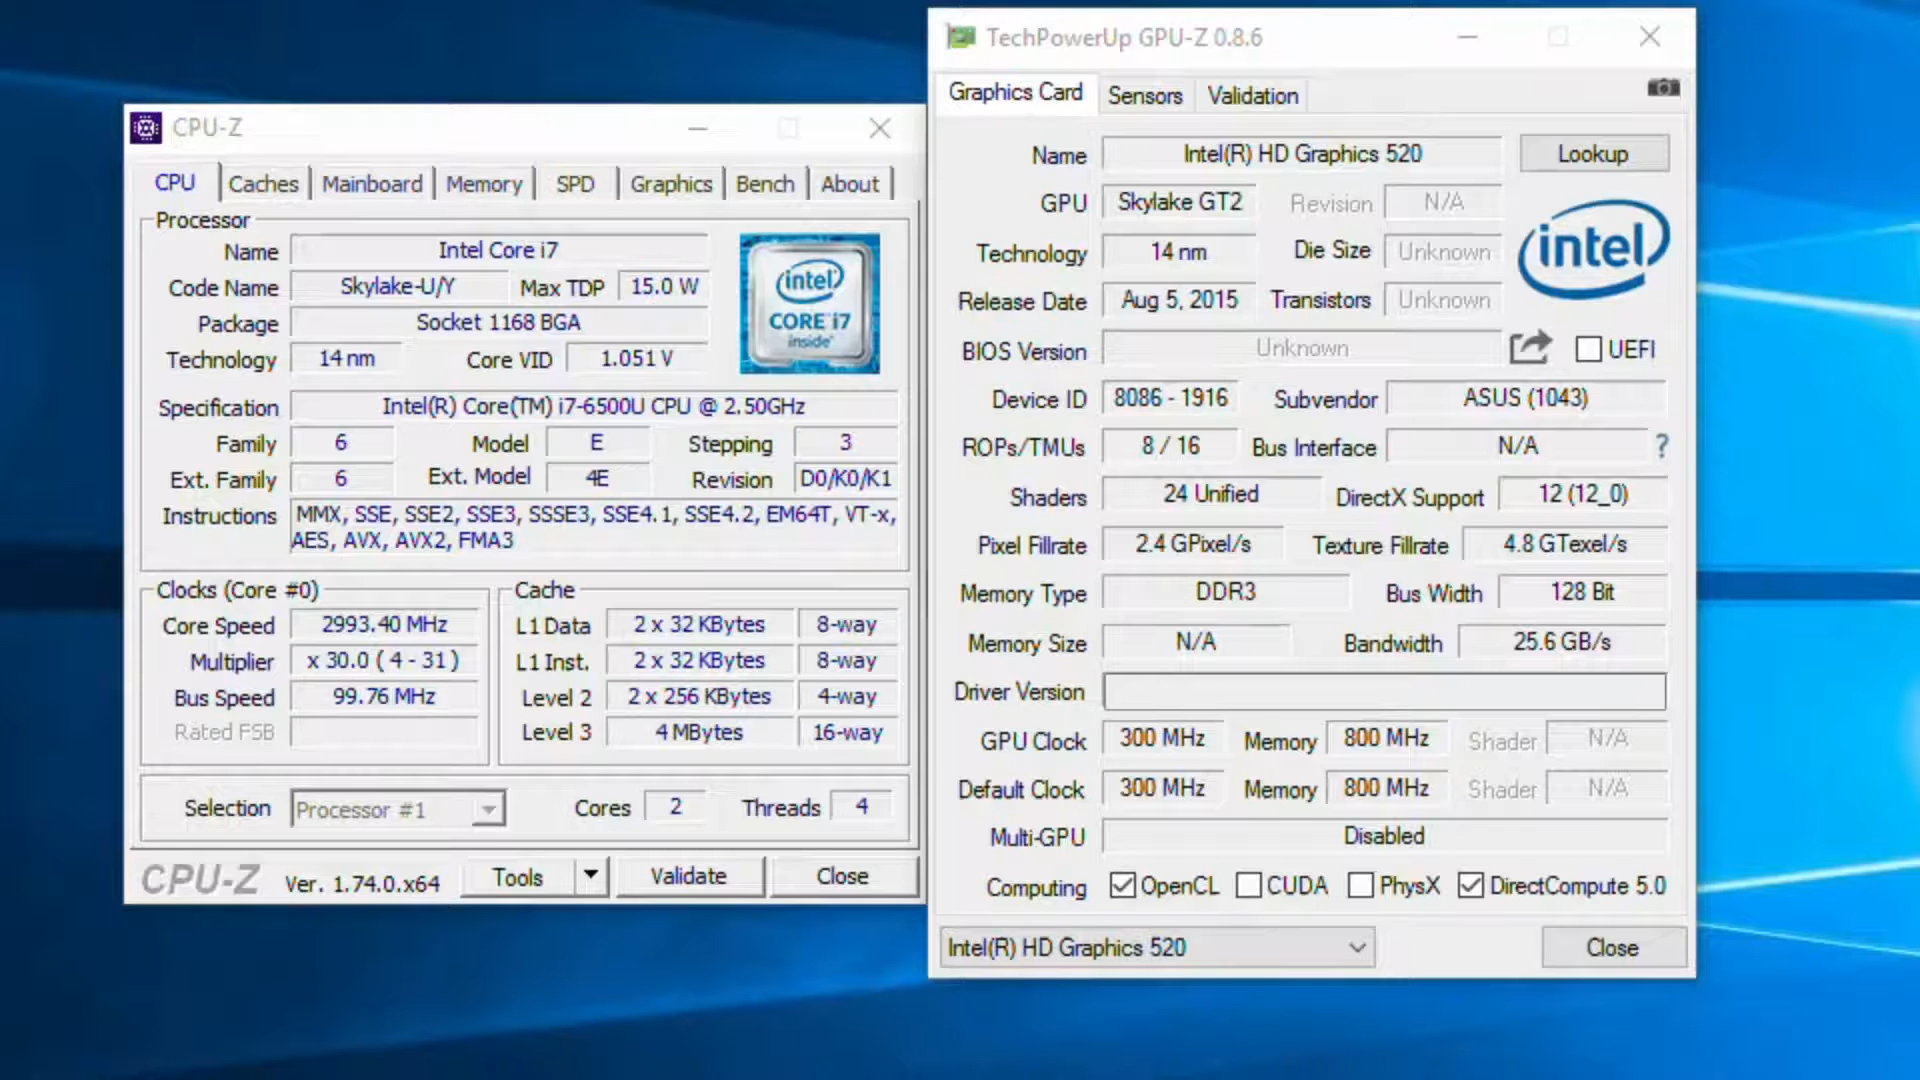 CPU-Z
CPU Caches Mainboard Memory SPD Graphics Bench About
Processor
Name Intel Core i7
Code Name Skylake-U/Y Max TDP 15.0 W
Package Socket 1168 BGA
Technology 14 nm Core VID 1.051 V
intel
CORE i7
inside
Specification Intel(R) Core(TM) i7-6500U CPU @ 2.50GHz
Family 6 Model E Stepping 3
Ext. Family 6 Ext. Model 4E Revision D0/K0/K1
Instructions MMX, SSE, SSE2, SSE3, SSSE3, SSE4.1, SSE4.2, EM64T, VT-x,
AES, AVX, AVX2, FMA3
Clocks (Core #0)
Core Speed 2993.40 MHz
Multiplier x 30.0 ( 4 - 31 )
Bus Speed 99.76 MHz
Rated FSB
Cache
L1 Data 2 x 32 KBytes 8-way
L1 Inst. 2 x 32 KBytes 8-way
Level 2 2 x 256 KBytes 4-way
Level 3 4 MBytes 16-way
Selection Processor #1 Cores 2 Threads 4
CPU-Z Ver. 1.74.0.x64 Tools Validate Close
TechPowerUp GPU-Z 0.8.6
Graphics Card Sensors Validation
Name Intel(R) HD Graphics 520 Lookup
GPU Skylake GT2 Revision N/A
Technology 14 nm Die Size Unknown
intel
Release Date Aug 5, 2015 Transistors Unknown
BIOS Version Unknown UEFI
Device ID 8086 - 1916 Subvendor ASUS (1043)
ROPs/TMUs 8 / 16 Bus Interface N/A ?
Shaders 24 Unified DirectX Support 12 (12_0)
Pixel Fillrate 2.4 GPixel/s Texture Fillrate 4.8 GTexel/s
Memory Type DDR3 Bus Width 128 Bit
Memory Size N/A Bandwidth 25.6 GB/s
Driver Version
GPU Clock 300 MHz Memory 800 MHz Shader N/A
Default Clock 300 MHz Memory 800 MHz Shader N/A
Multi-GPU Disabled
Computing OpenCL CUDA PhysX DirectCompute 5.0
Intel(R) HD Graphics 520 Close